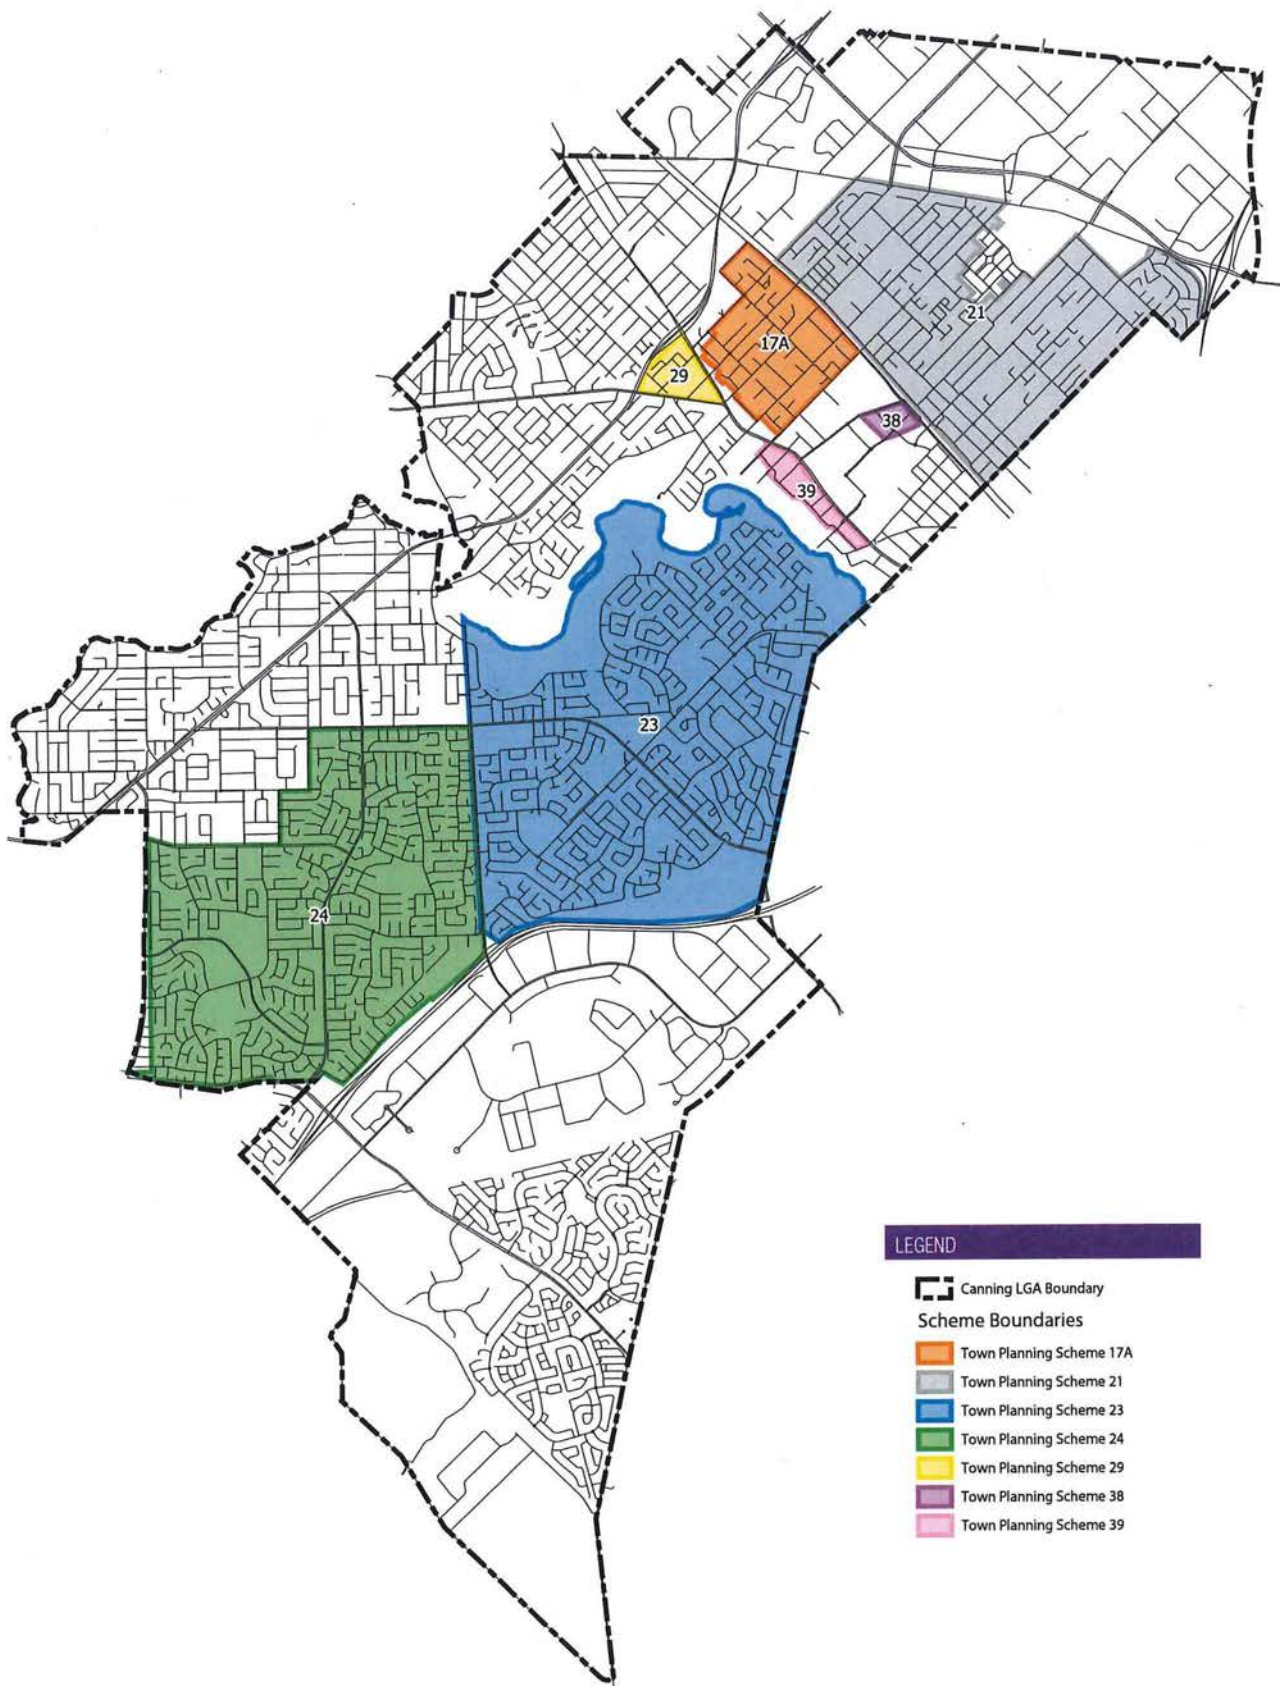 21
17A
29
38
39
23
24
LEGEND
Canning LGA Boundary
Scheme Boundaries
Town Planning Scheme 17A
Town Planning Scheme 21
Town Planning Scheme 23
Town Planning Scheme 24
Town Planning Scheme 29
Town Planning Scheme 38
Town Planning Scheme 39